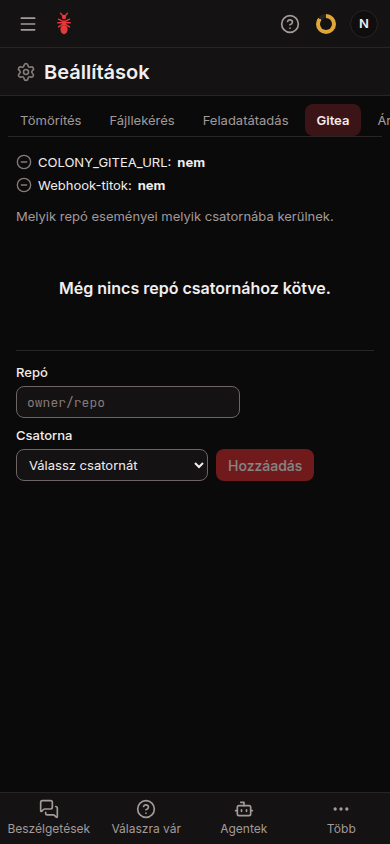 N
Beállítások
Tömörítés Fájllekérés Feladatátadás Gitea
COLONY_GITEA_URL: nem
Webhook-titok: nem
Melyik repó eseményei melyik csatornába kerülnek.
Még nincs repó csatornához kötve.
Repó
owner/repo
Csatorna
Válassz csatornát Hozzáadás
Beszélgetések Válaszra vár Agentek Több